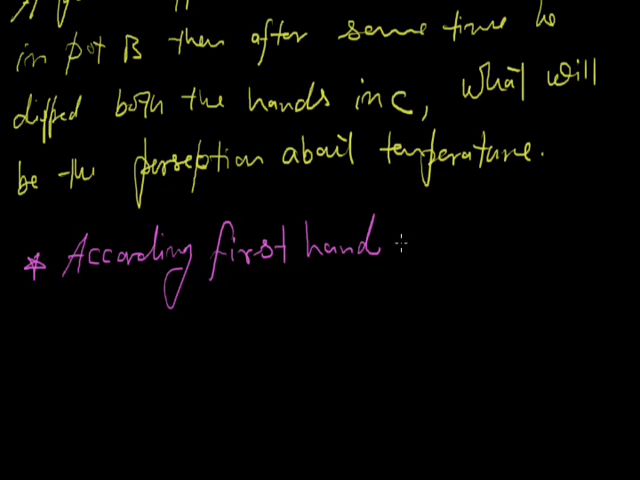 in pot B then after some time he
dipped both the hands in C, what will
be the perseption about temperature.
* According first hand